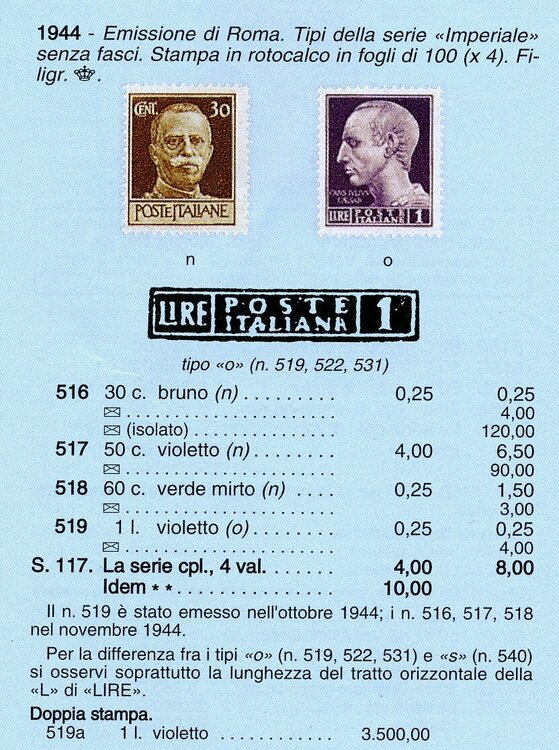 1944 - Emissione di Roma. Tipi della serie «Imperiale»
senza fasci. Stampa in rotocalco in fogli di 100 (x 4). Fi-
ligr. .
CENT. 30
POSTE ITALIANE
CAIVS IVLIVS
CAESAR
LIRE POSTE ITALIANA 1
n
o
LIRE POSTE ITALIANA 1
tipo «o» (n. 519, 522, 531)
516 30 c. bruno (n) . . . . . . . . . 0,25 0,25
✉ . . . . . . . . . . . . . . . . . . . . . 4,00
✉ (isolato) . . . . . . . . . . . . . . 120,00
517 50 c. violetto (n) . . . . . . . . 4,00 6,50
✉ . . . . . . . . . . . . . . . . . . . . . 90,00
518 60 c. verde mirto (n) . . . . . 0,25 1,50
✉ . . . . . . . . . . . . . . . . . . . . . 3,00
519 1 l. violetto (o) . . . . . . . . 0,25 0,25
✉ . . . . . . . . . . . . . . . . . . . . . 4,00
S. 117. La serie cpl., 4 val. . . . . . . . 4,00 8,00
Idem * * . . . . . . . . . . . . . . . 10,00
Il n. 519 è stato emesso nell'ottobre 1944; i n. 516, 517, 518
nel novembre 1944.
Per la differenza fra i tipi «o» (n. 519, 522, 531) e «s» (n. 540)
si osservi soprattutto la lunghezza del tratto orizzontale della
«L» di «LIRE».
Doppia stampa.
519a 1 l. violetto . . . . . . . . . . . . 3.500,00